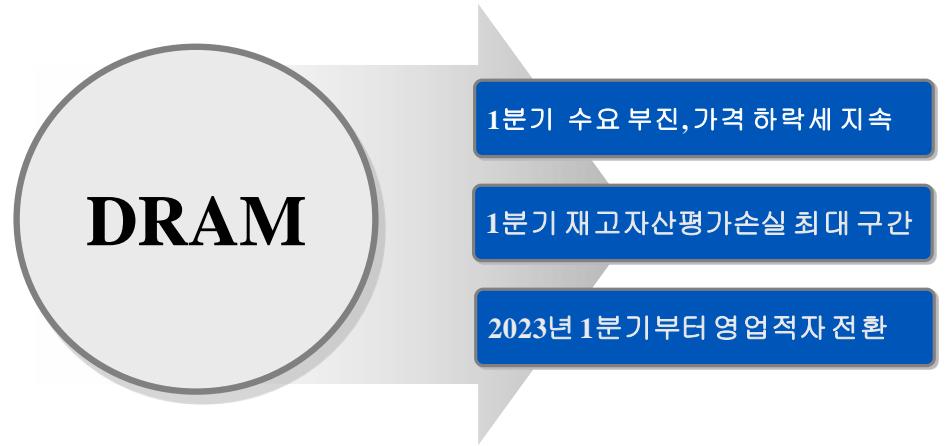 DRAM
1분기 수요 부진, 가격 하락세 지속
1분기 재고자산평가손실 최대 구간
2023년 1분기부터 영업적자 전환